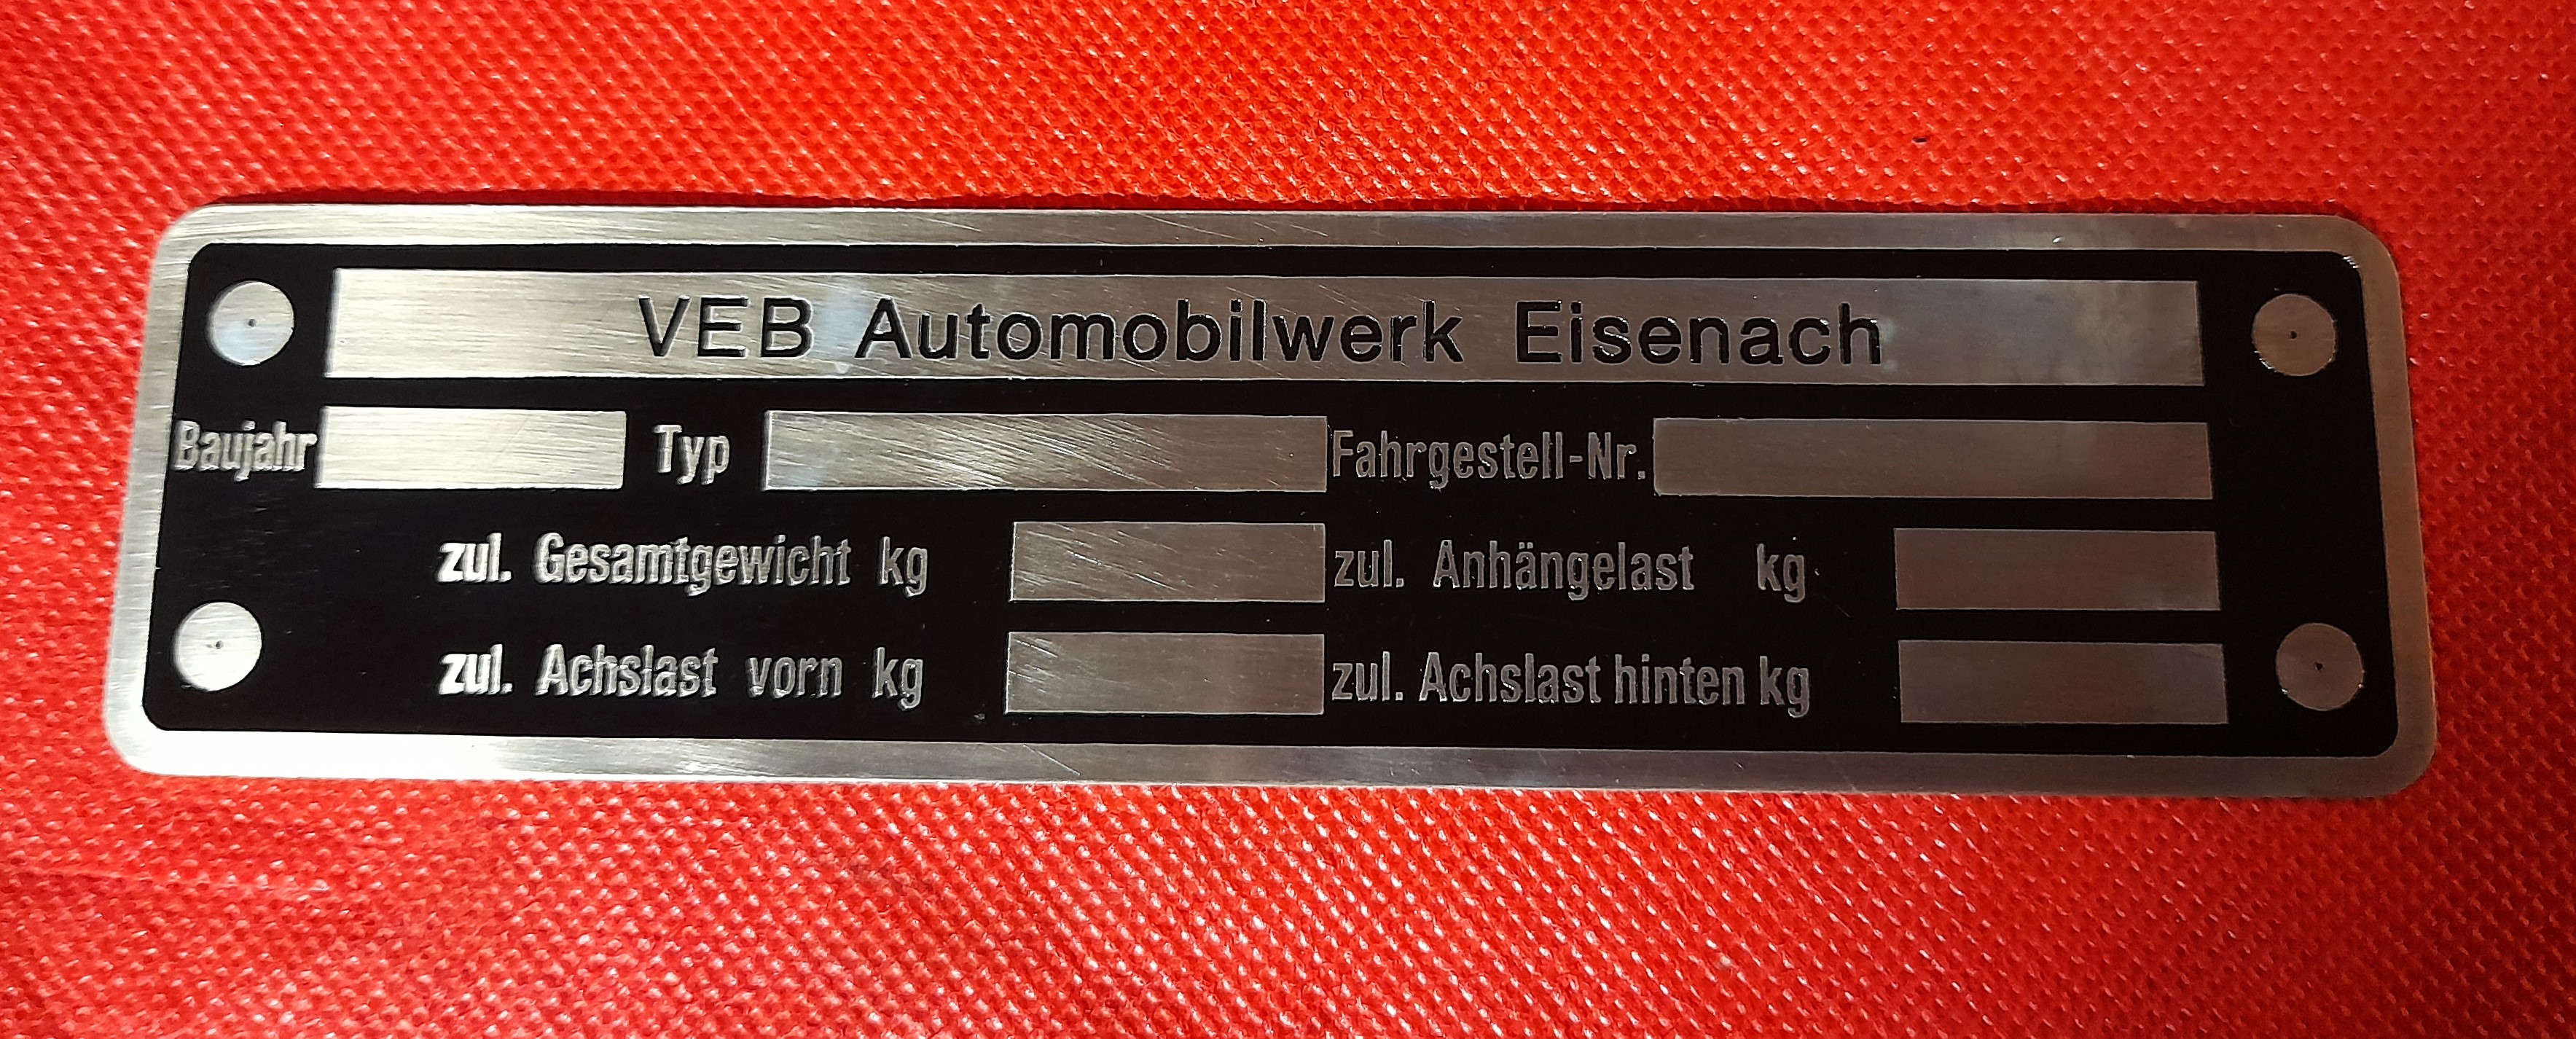 VEB Automobilwerk Eisenach
Baujahr Typ Fahrgestell-Nr.
zul. Gesamtgewicht kg zul. Anhängelast kg
zul. Achslast vorn kg zul. Achslast hinten kg